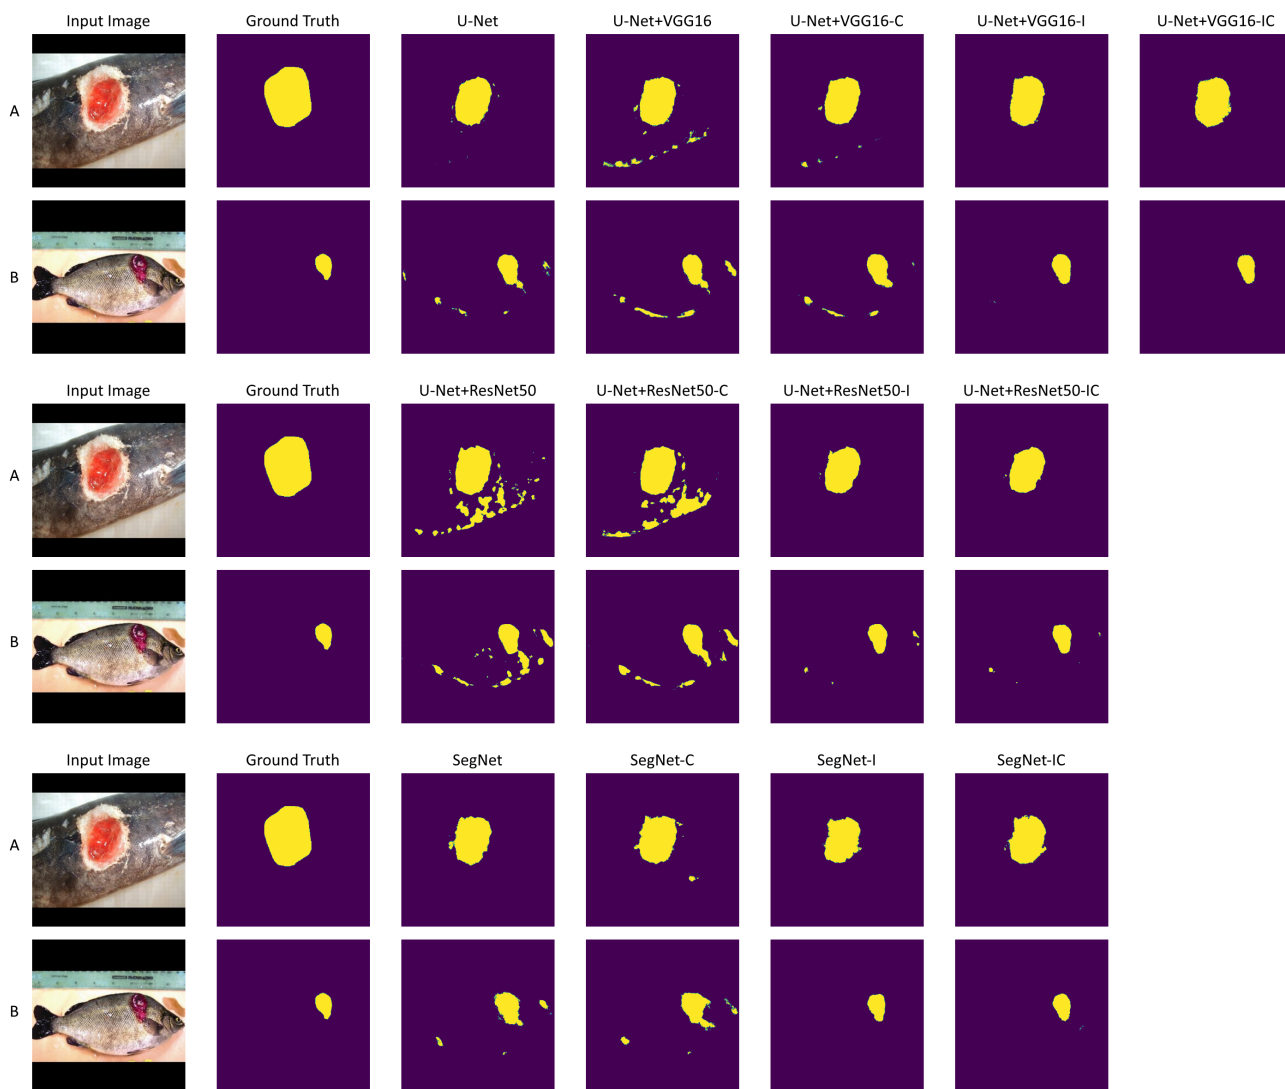 Input Image Ground Truth U-Net U-Net+VGG16 U-Net+VGG16-C U-Net+VGG16-I U-Net+VGG16-IC
A
B
Input Image Ground Truth U-Net+ResNet50 U-Net+ResNet50-C U-Net+ResNet50-I U-Net+ResNet50-IC
A
B
Input Image Ground Truth SegNet SegNet-C SegNet-I SegNet-IC
A
B